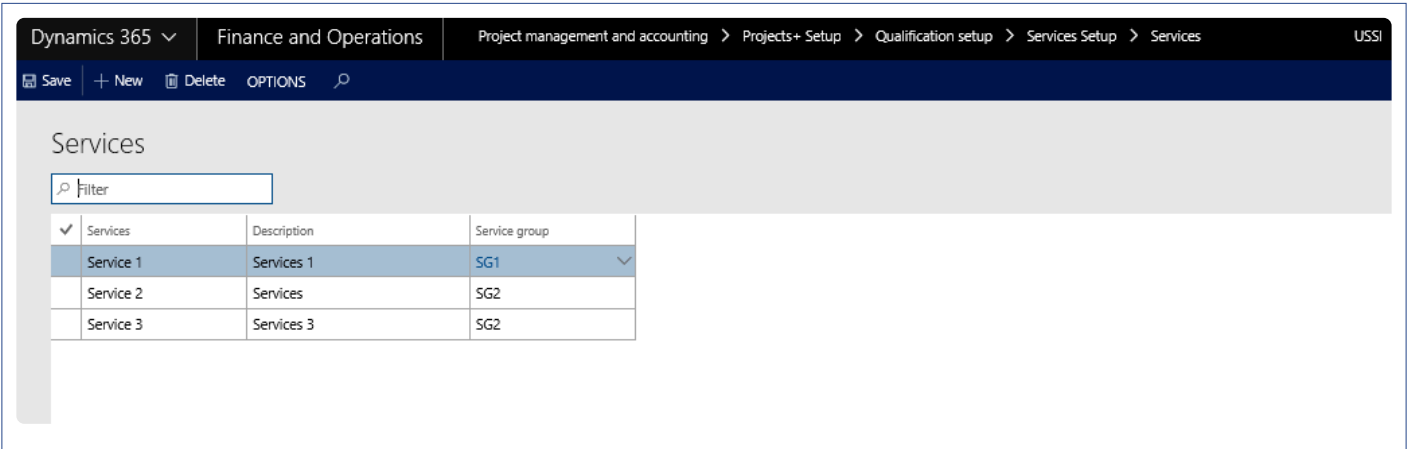 Dynamics 365 Finance and Operations Project management and accounting > Projects+ Setup > Qualification setup > Services Setup > Services USSI
Save + New Delete OPTIONS
Services
Filter
Services Description Service group
Service 1 Services 1 SG1
Service 2 Services SG2
Service 3 Services 3 SG2